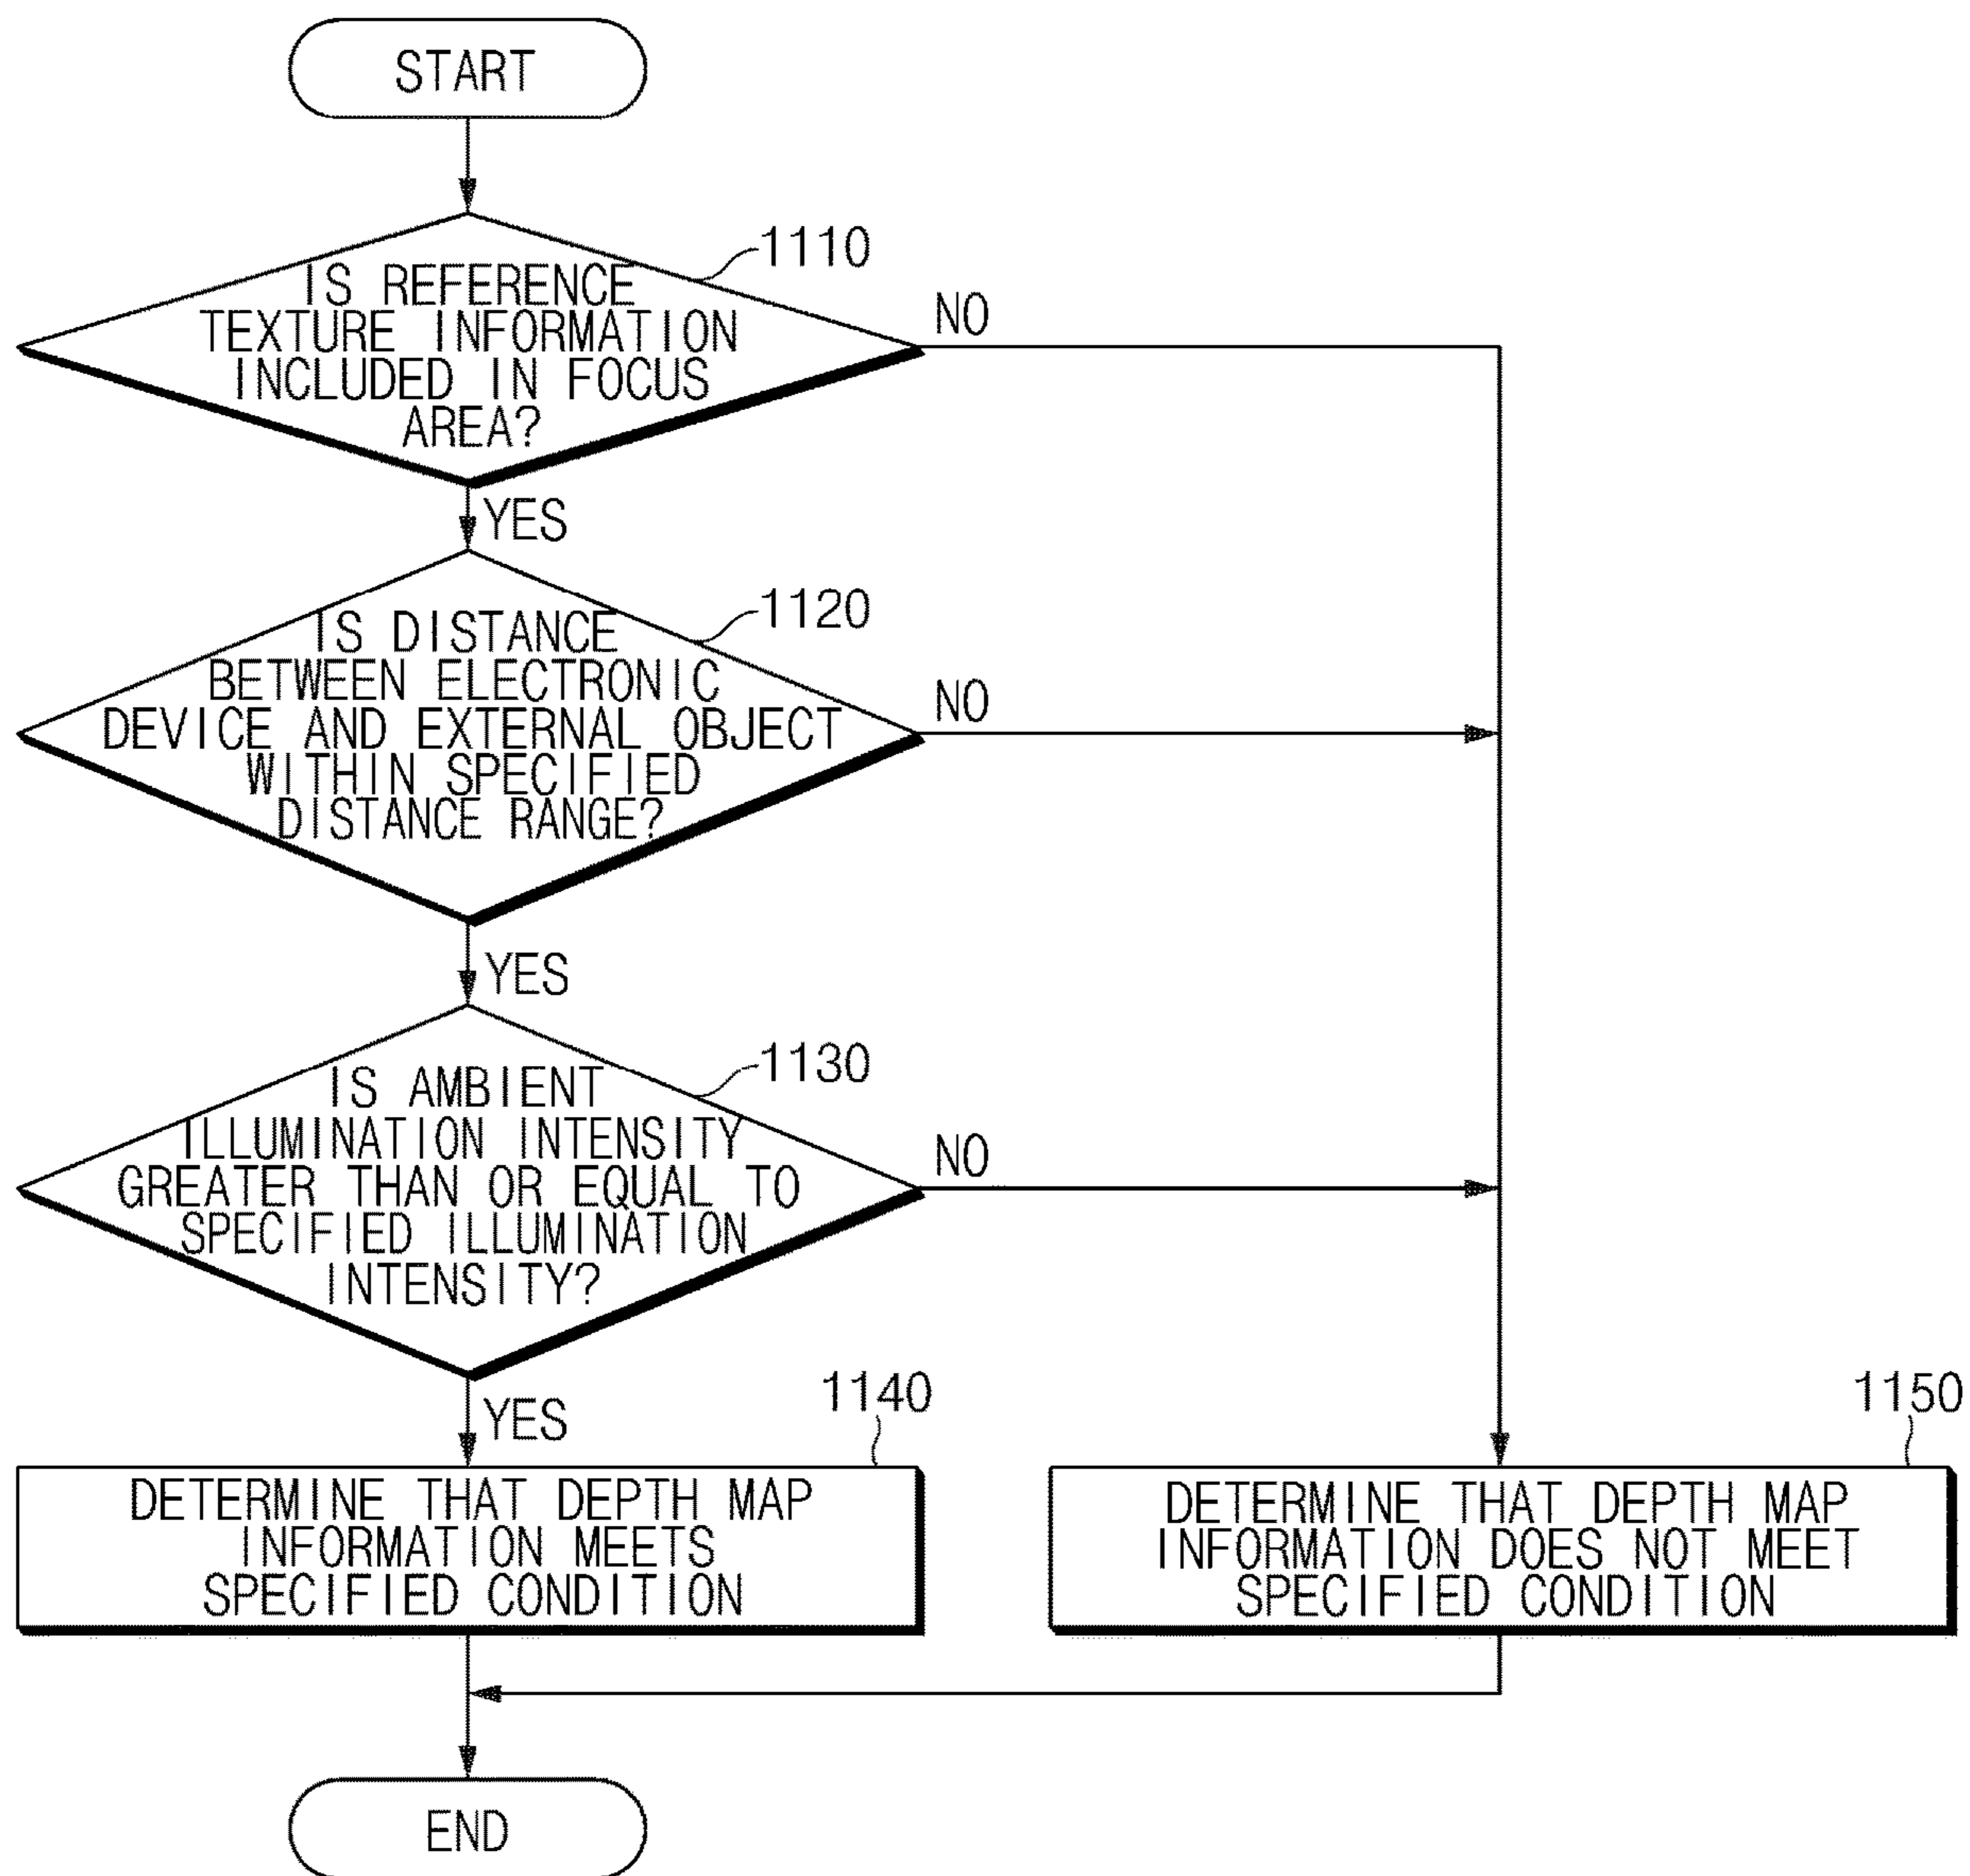 START
1110
IS REFERENCE
TEXTURE INFORMATION
INCLUDED IN FOCUS
AREA?
NO
YES
1120
IS DISTANCE
BETWEEN ELECTRONIC
DEVICE AND EXTERNAL OBJECT
WITHIN SPECIFIED
DISTANCE RANGE?
NO
YES
1130
IS AMBIENT
ILLUMINATION INTENSITY
GREATER THAN OR EQUAL TO
SPECIFIED ILLUMINATION
INTENSITY?
NO
YES
1140
DETERMINE THAT DEPTH MAP
INFORMATION MEETS
SPECIFIED CONDITION
1150
DETERMINE THAT DEPTH MAP
INFORMATION DOES NOT MEET
SPECIFIED CONDITION
END